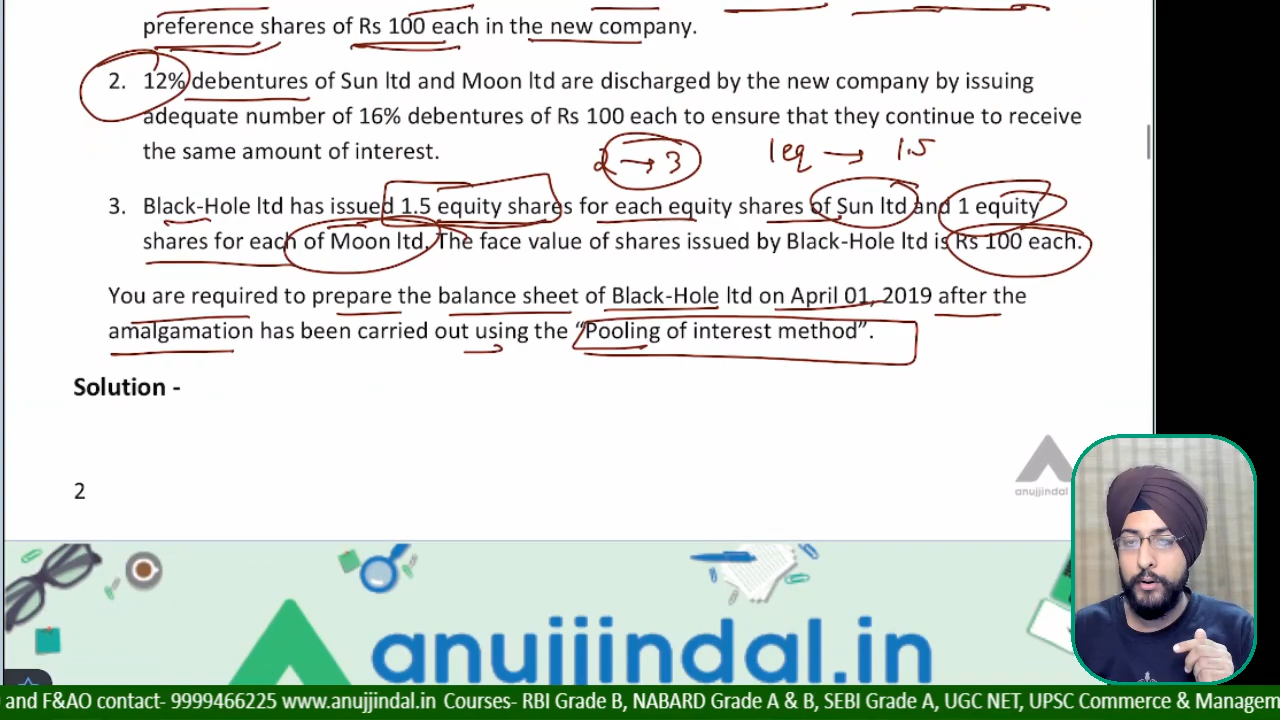 preference shares of Rs 100 each in the new company.
2. 12% debentures of Sun ltd and Moon ltd are discharged by the new company by issuing
adequate number of 16% debentures of Rs 100 each to ensure that they continue to receive
the same amount of interest.
2 → 3 1eq → 1.5
3. Black-Hole ltd has issued 1.5 equity shares for each equity shares of Sun ltd and 1 equity
shares for each of Moon ltd. The face value of shares issued by Black-Hole ltd is Rs 100 each.
You are required to prepare the balance sheet of Black-Hole ltd on April 01, 2019 after the
amalgamation has been carried out using the “Pooling of interest method”.
Solution -
anujjindal
2
anujjindal.in
and F&AO contact- 9999466225 www.anujjindal.in Courses- RBI Grade B, NABARD Grade A & B, SEBI Grade A, UGC NET, UPSC Commerce & Managem